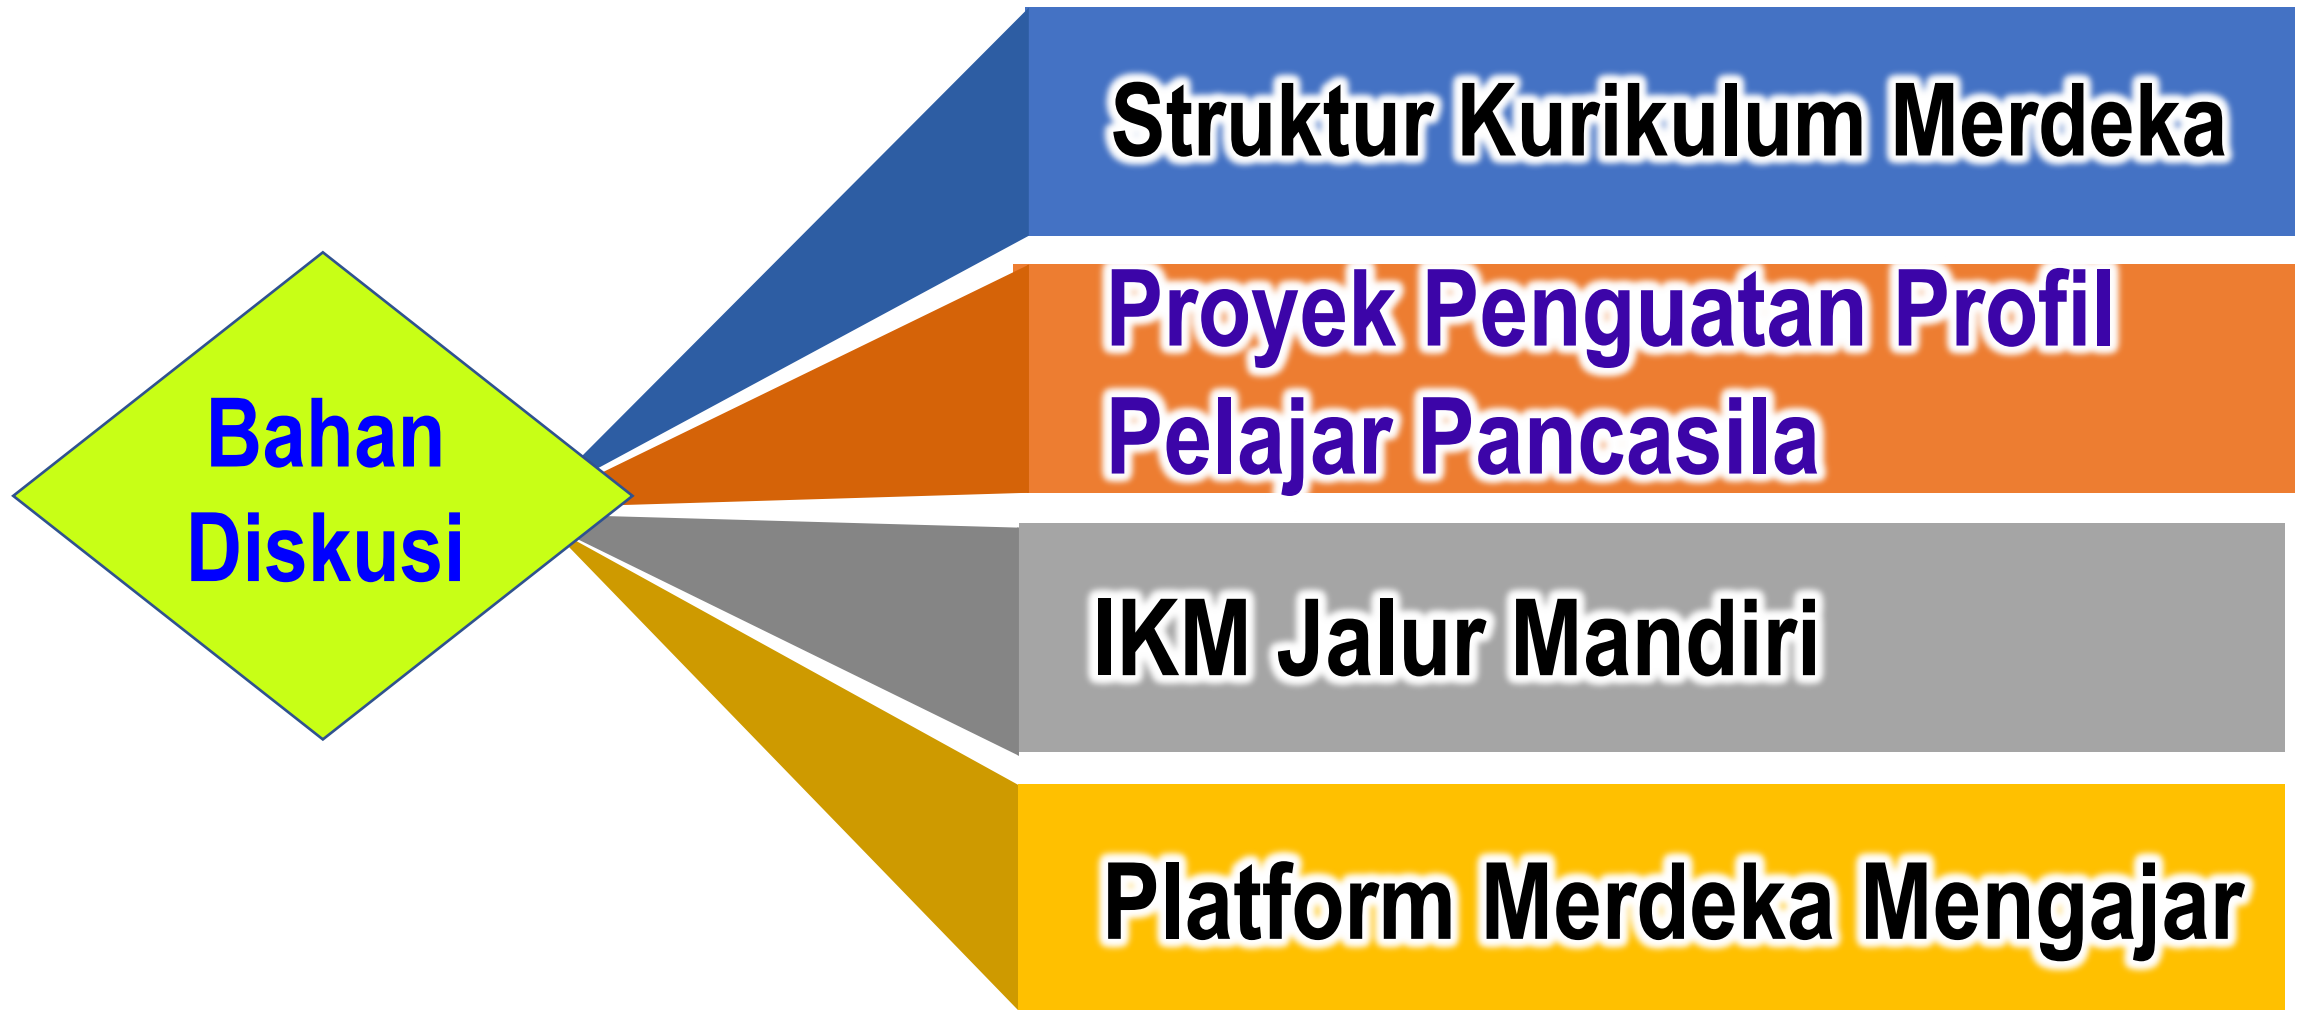 Bahan
Diskusi
Struktur Kurikulum Merdeka
Proyek Penguatan Profil
Pelajar Pancasila
IKM Jalur Mandiri
Platform Merdeka Mengajar